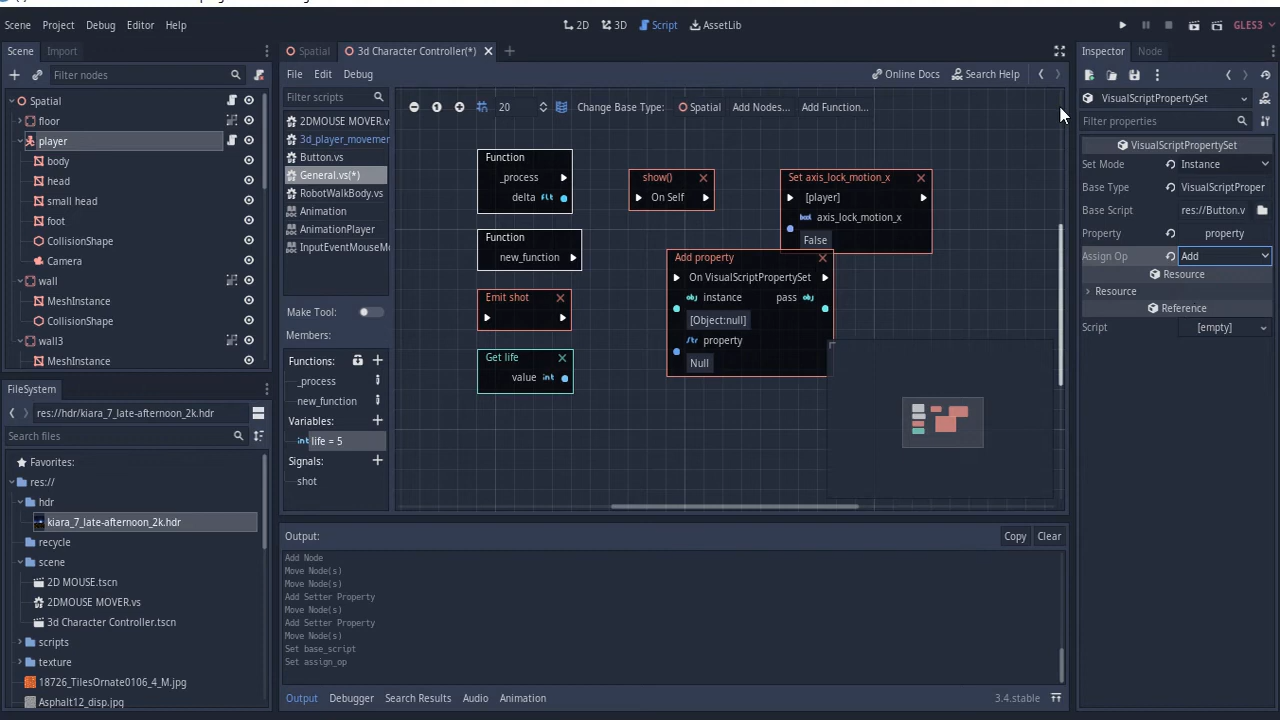 Scene Project Debug Editor Help
2D 3D Script AssetLib
GLES3
Scene Import
Filter nodes
Spatial
floor
player
body
head
small head
foot
CollisionShape
Camera
wall
MeshInstance
CollisionShape
wall3
MeshInstance
FileSystem
res://hdr/kiara_7_late-afternoon_2k.hdr
Search files
Favorites:
res://
hdr
kiara_7_late-afternoon_2k.hdr
recycle
scene
2D MOUSE.tscn
2DMOUSE MOVER.vs
3d Character Controller.tscn
scripts
texture
18726_TilesOrnate0106_4_M.jpg
Asphalt12_disp.jpg
Spatial 3d Character Controller(*)
File Edit Debug
Online Docs Search Help
Filter scripts
2DMOUSE MOVER.v
3d_player_movemer
Button.vs
General.vs(*)
RobotWalkBody.vs
Animation
AnimationPlayer
InputEventMouseM
Make Tool:
Members:
Functions:
_process
new_function
Variables:
int life = 5
Signals:
shot
20 Change Base Type: Spatial Add Nodes... Add Function...
Function
_process
delta flt
Function
new_function
Emit shot
Get life
value int
show()
On Self
Set axis_lock_motion_x
[player]
bool axis_lock_motion_x
False
Add property
On VisualScriptPropertySet
obj instance pass obj
[Object:null]
str property
Null
Output:
Copy Clear
Add Node
Move Node(s)
Move Node(s)
Add Setter Property
Move Node(s)
Add Setter Property
Move Node(s)
Set base_script
Set assign_op
Output Debugger Search Results Audio Animation
3.4.stable
Inspector Node
VisualScriptPropertySet
Filter properties
VisualScriptPropertySet
Set Mode Instance
Base Type VisualScriptProper
Base Script res://Button.v
Property property
Assign Op Add
Resource
Resource
Reference
Script [empty]